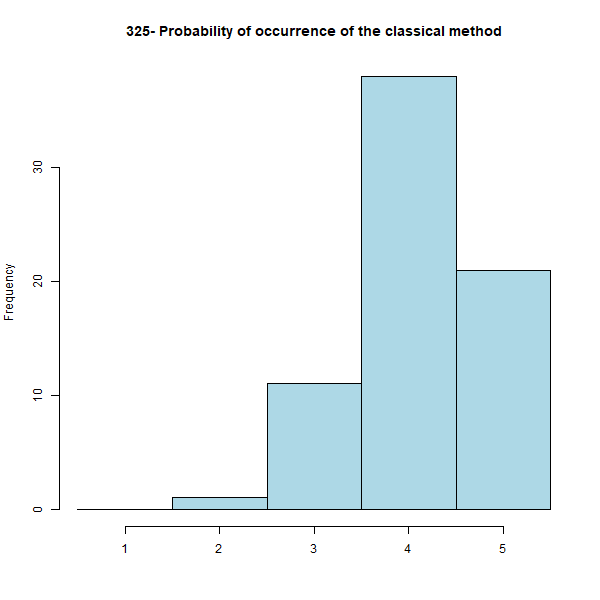 325- Probability of occurrence of the classical method
Frequency
30
20
10
0
1 2 3 4 5